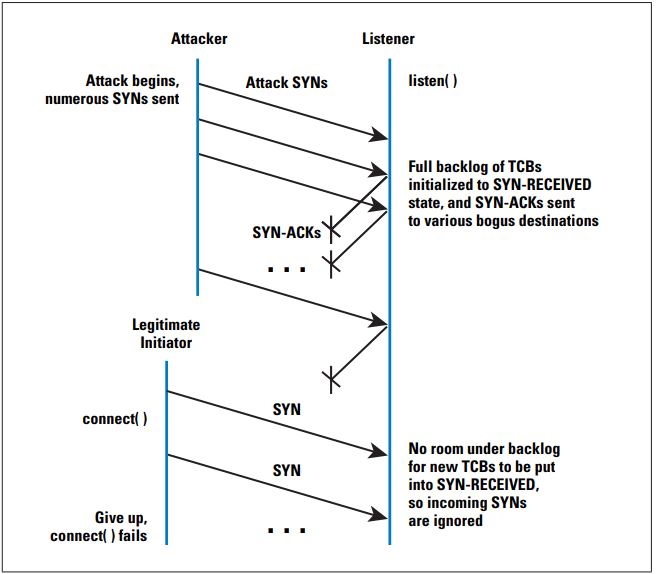 Attacker
Listener
Attack begins,
numerous SYNs sent
Attack SYNs
listen( )
Full backlog of TCBs
initialized to SYN-RECEIVED
state, and SYN-ACKs sent
to various bogus destinations
SYN-ACKs
. . .
Legitimate
Initiator
connect( )
SYN
SYN
No room under backlog
for new TCBs to be put
into SYN-RECEIVED,
so incoming SYNs
are ignored
Give up,
connect( ) fails
. . .